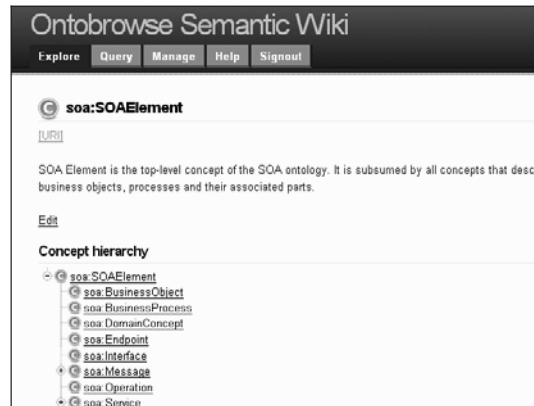 Ontobrowse Semantic Wiki
Explore Query Manage Help Signout
C soa:SOAElement
[URI]
SOA Element is the top-level concept of the SOA ontology. It is subsumed by all concepts that desc
business objects, processes and their associated parts.
Edit
Concept hierarchy
C soa:SOAElement
C soa:BusinessObject
C soa:BusinessProcess
C soa:DomainConcept
C soa:Endpoint
C soa:Interface
C soa:Message
C soa:Operation
C soa:Service